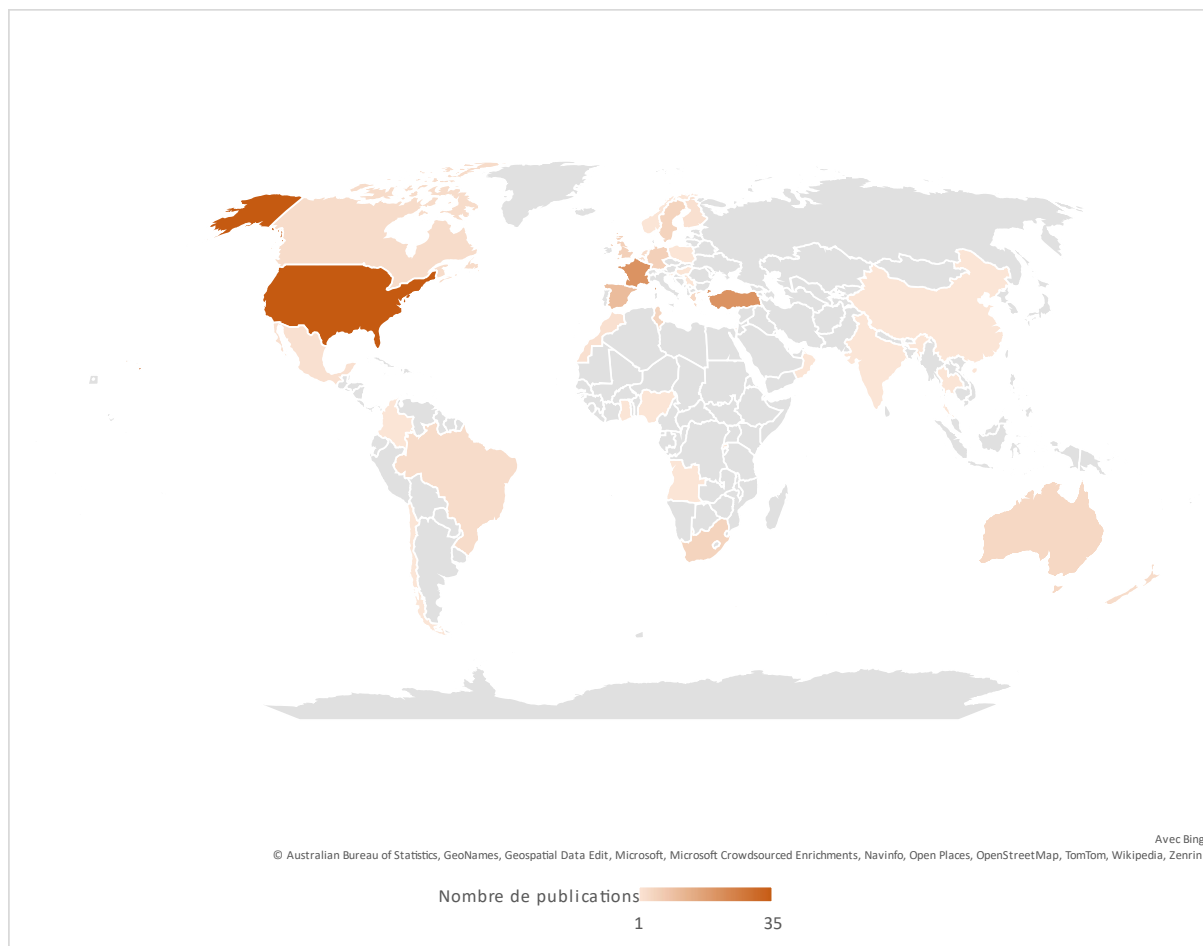 Avec Bing
© Australian Bureau of Statistics, GeoNames, Geospatial Data Edit, Microsoft, Microsoft Crowdsourced Enrichments, Navinfo, Open Places, OpenStreetMap, TomTom, Wikipedia, Zenrin
Nombre de publications
1 35